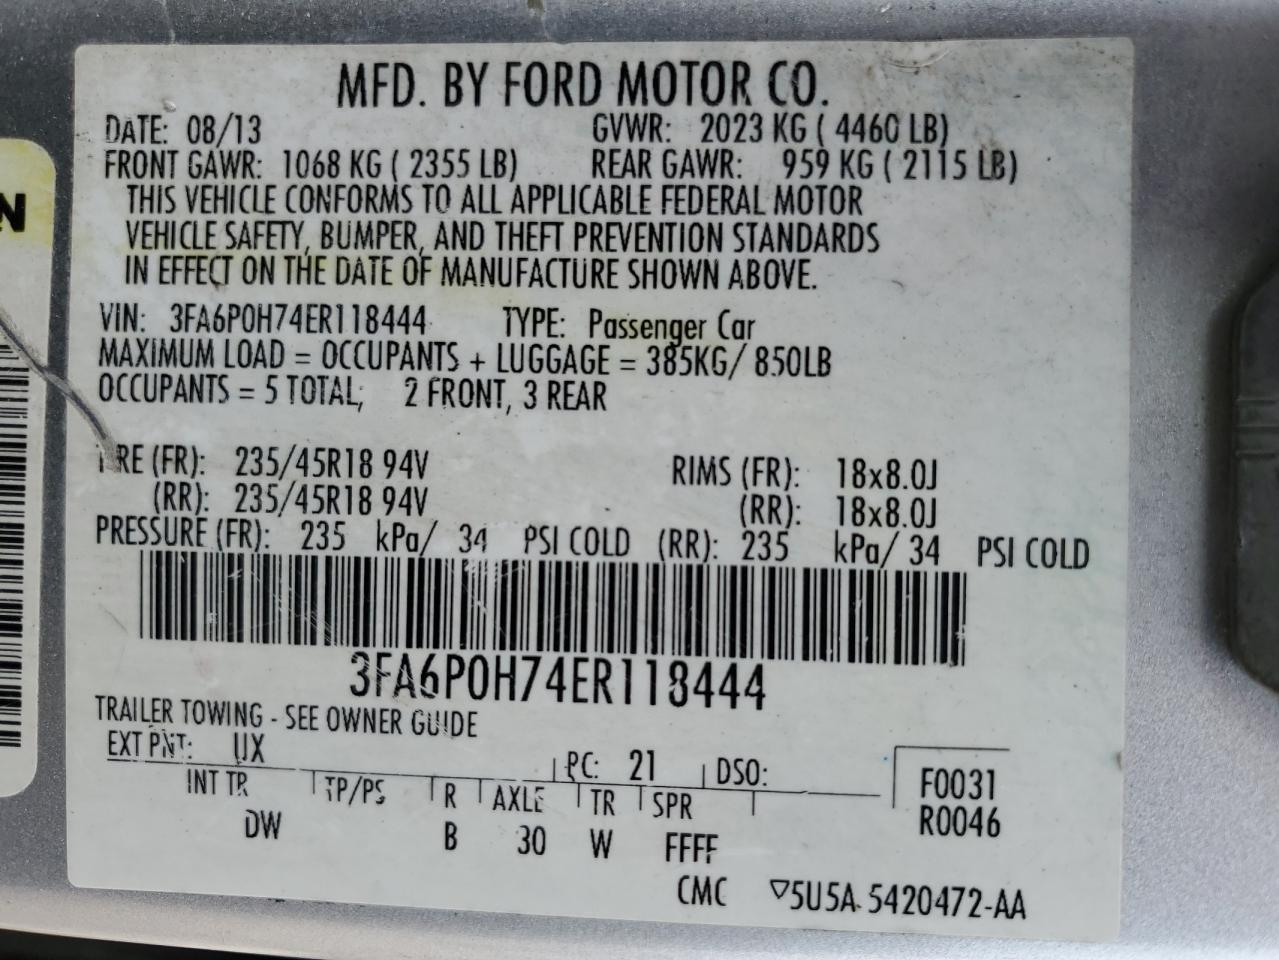 MFD. BY FORD MOTOR CO.
DATE: 08/13 GVWR: 2023 KG ( 4460 LB)
FRONT GAWR: 1068 KG ( 2355 LB) REAR GAWR: 959 KG ( 2115 LB)
THIS VEHICLE CONFORMS TO ALL APPLICABLE FEDERAL MOTOR
VEHICLE SAFETY, BUMPER, AND THEFT PREVENTION STANDARDS
IN EFFECT ON THE DATE OF MANUFACTURE SHOWN ABOVE.
VIN: 3FA6P0H74ER118444 TYPE: Passenger Car
MAXIMUM LOAD = OCCUPANTS + LUGGAGE = 385KG/ 850LB
OCCUPANTS = 5 TOTAL; 2 FRONT, 3 REAR
TIRE (FR): 235/45R18 94V RIMS (FR): 18x8.0J
(RR): 235/45R18 94V (RR): 18x8.0J
PRESSURE (FR): 235 kPa/ 34 PSI COLD (RR): 235 kPa/ 34 PSI COLD
3FA6P0H74ER118444
TRAILER TOWING - SEE OWNER GUIDE
EXT PNT: UX RC: 21 DSO:
INT TR TP/PS R AXLE TR SPR F0031
DW B 30 W FFFF R0046
CMC ▽5U5A-5420472-AA
N